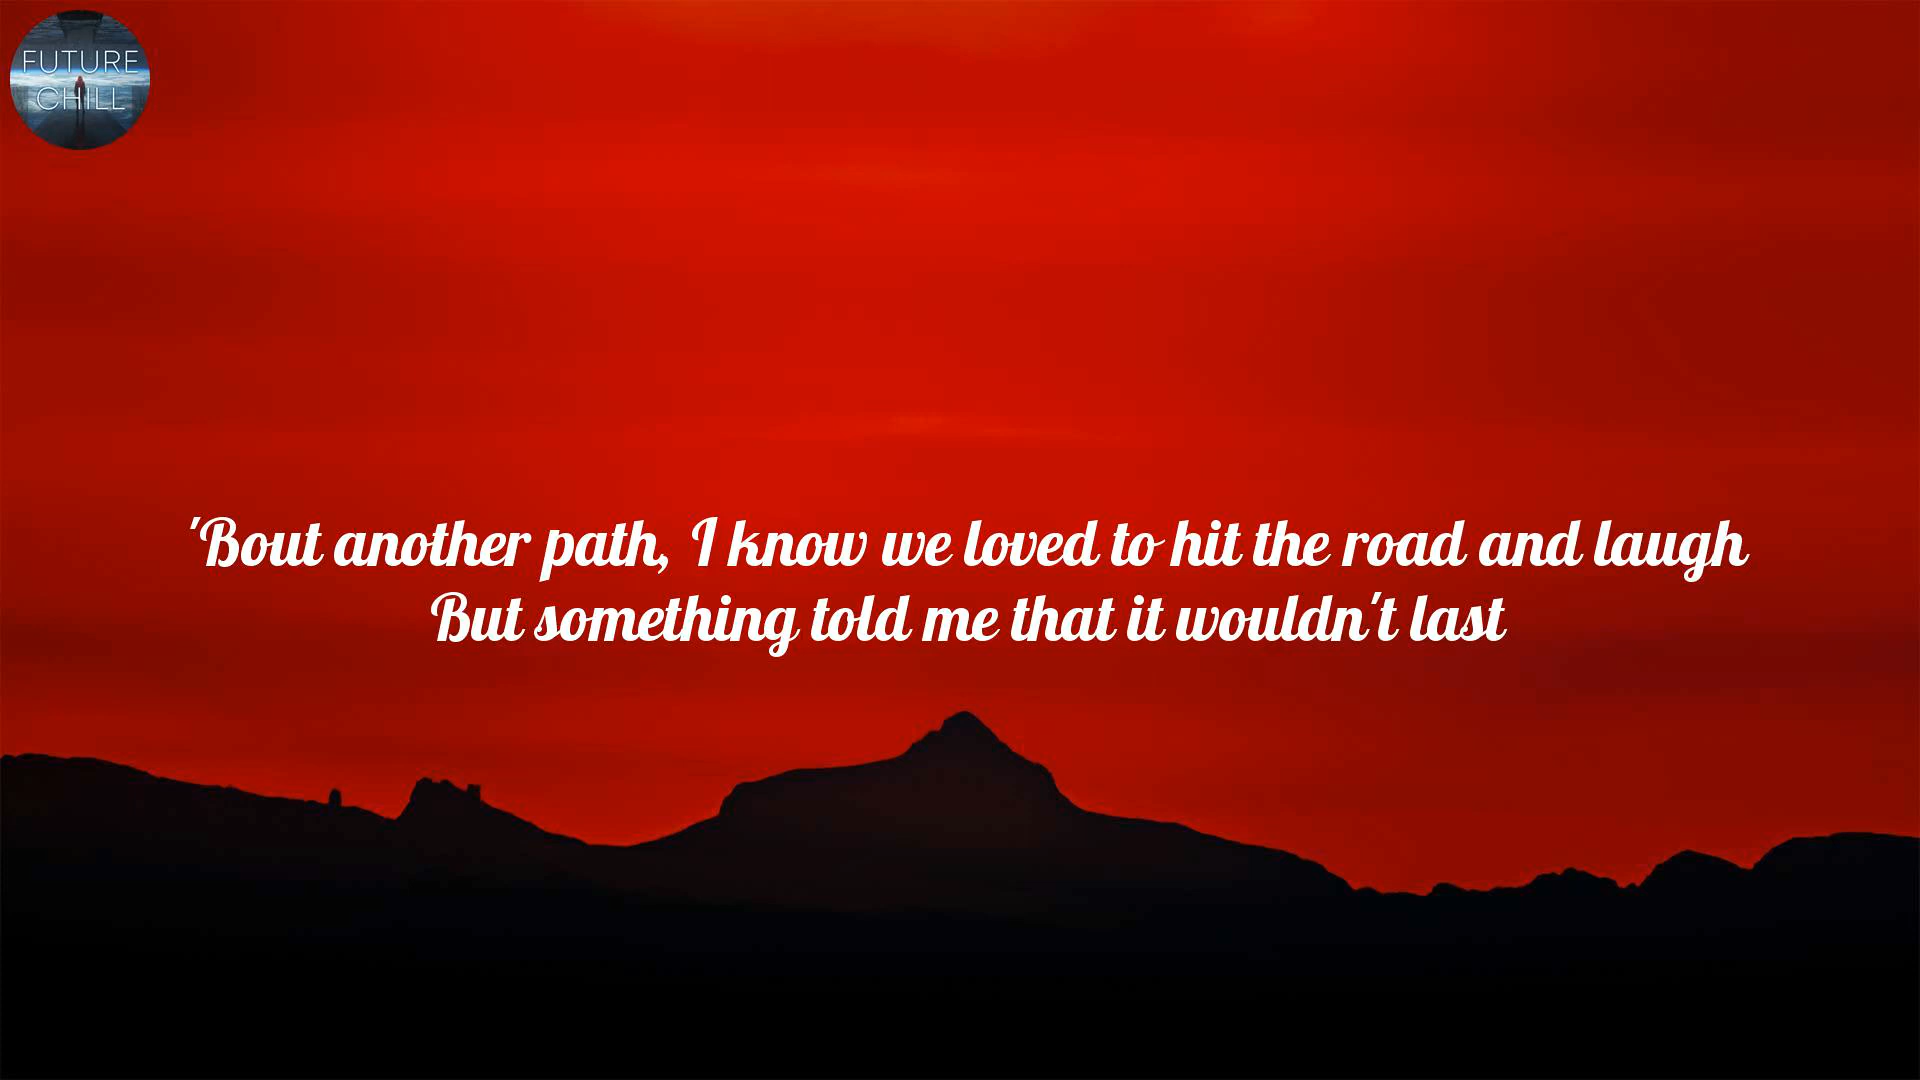 FUTURE
CHILL
'Bout another path, I know we loved to hit the road and laugh
But something told me that it wouldn't last